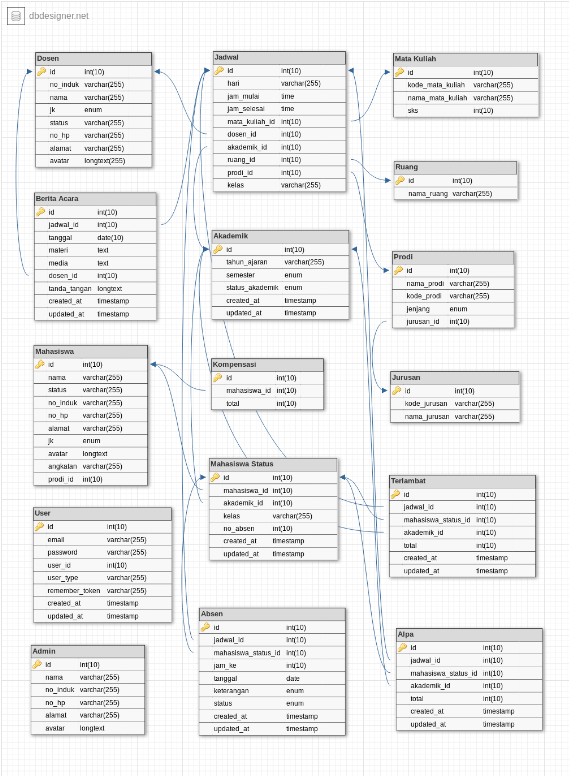 dbdesigner.net
Dosen
id int(10)
no_induk varchar(255)
nama varchar(255)
jk enum
status varchar(255)
no_hp varchar(255)
alamat varchar(255)
avatar longtext(255)
Jadwal
id int(10)
hari varchar(255)
jam_mulai time
jam_selesai time
mata_kuliah_id int(10)
dosen_id int(10)
akademik_id int(10)
ruang_id int(10)
prodi_id int(10)
kelas varchar(255)
Mata Kuliah
id int(10)
kode_mata_kuliah varchar(255)
nama_mata_kuliah varchar(255)
sks int(10)
Ruang
id int(10)
nama_ruang varchar(255)
Berita Acara
id int(10)
jadwal_id int(10)
tanggal date(10)
materi text
media text
dosen_id int(10)
tanda_tangan longtext
created_at timestamp
updated_at timestamp
Akademik
id int(10)
tahun_ajaran varchar(255)
semester enum
status_akademik enum
created_at timestamp
updated_at timestamp
Prodi
id int(10)
nama_prodi varchar(255)
kode_prodi varchar(255)
jenjang enum
jurusan_id int(10)
Mahasiswa
id int(10)
nama varchar(255)
status varchar(255)
no_induk varchar(255)
no_hp varchar(255)
alamat varchar(255)
jk enum
avatar longtext
angkatan varchar(255)
prodi_id int(10)
Kompensasi
id int(10)
mahasiswa_id int(10)
total int(10)
Jurusan
id int(10)
kode_jurusan varchar(255)
nama_jurusan varchar(255)
Mahasiswa Status
id int(10)
mahasiswa_id int(10)
akademik_id int(10)
kelas varchar(255)
no_absen int(10)
created_at timestamp
updated_at timestamp
Terlambat
id int(10)
jadwal_id int(10)
mahasiswa_status_id int(10)
akademik_id int(10)
total int(10)
created_at timestamp
updated_at timestamp
User
id int(10)
email varchar(255)
password varchar(255)
user_id int(10)
user_type varchar(255)
remember_token varchar(255)
created_at timestamp
updated_at timestamp
Absen
id int(10)
jadwal_id int(10)
mahasiswa_status_id int(10)
jam_ke int(10)
tanggal date
keterangan enum
status enum
created_at timestamp
updated_at timestamp
Alpa
id int(10)
jadwal_id int(10)
mahasiswa_status_id int(10)
akademik_id int(10)
total int(10)
created_at timestamp
updated_at timestamp
Admin
id int(10)
nama varchar(255)
no_induk varchar(255)
no_hp varchar(255)
alamat varchar(255)
avatar longtext